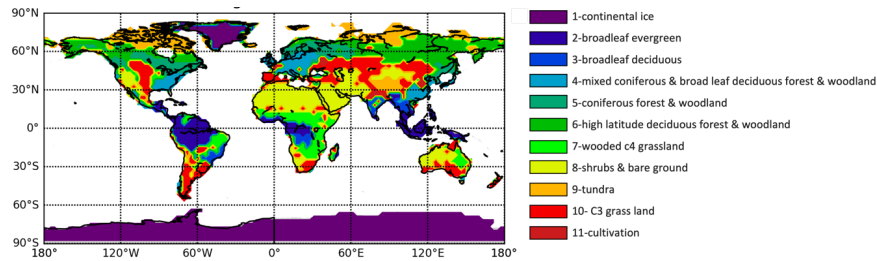 90°N
60°N
30°N
0°
30°S
60°S
90°S
180° 120°W 60°W 0° 60°E 120°E 180°
1-continental ice
2-broadleaf evergreen
3-broadleaf deciduous
4-mixed coniferous & broad leaf deciduous forest & woodland
5-coniferous forest & woodland
6-high latitude deciduous forest & woodland
7-wooded c4 grassland
8-shrubs & bare ground
9-tundra
10- C3 grass land
11-cultivation